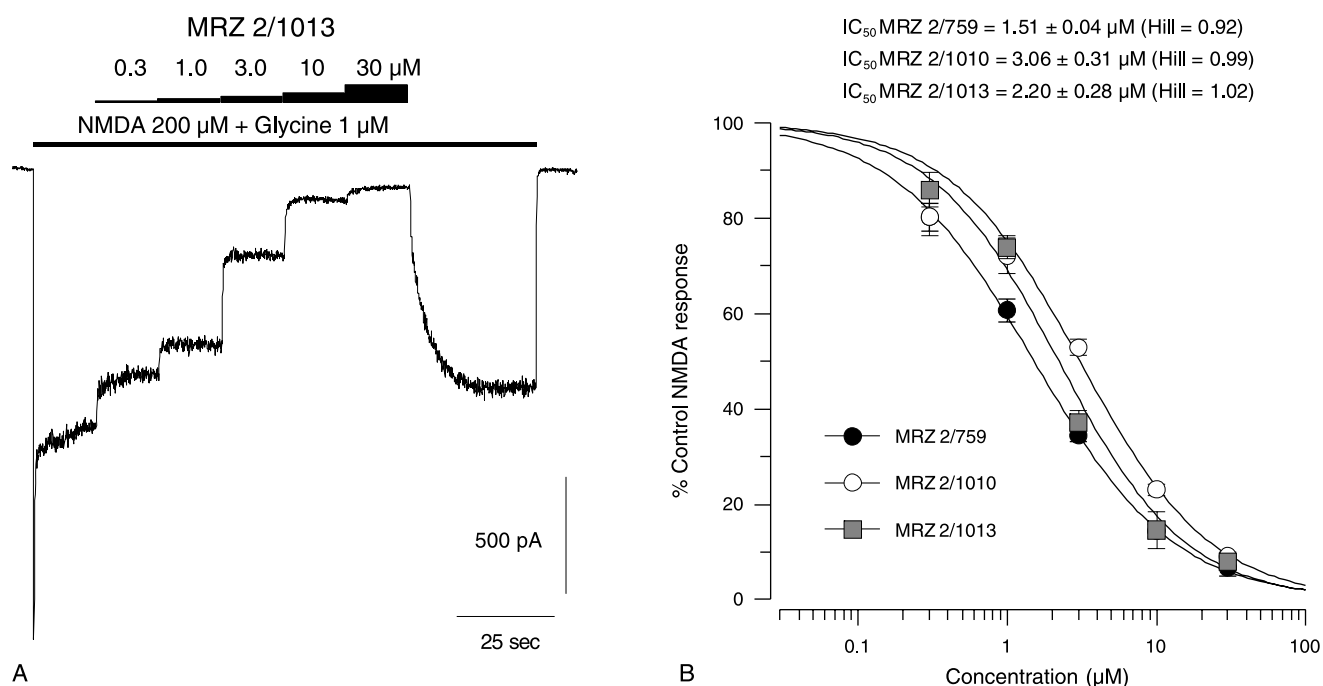 MRZ 2/1013
0.3 1.0 3.0 10 30 µM
NMDA 200 µM + Glycine 1 µM
500 pA
25 sec
A
IC50 MRZ 2/759 = 1.51 ± 0.04 µM (Hill = 0.92)
IC50 MRZ 2/1010 = 3.06 ± 0.31 µM (Hill = 0.99)
IC50 MRZ 2/1013 = 2.20 ± 0.28 µM (Hill = 1.02)
% Control NMDA response
100
80
60
40
20
0
MRZ 2/759
MRZ 2/1010
MRZ 2/1013
0.1 1 10 100
Concentration (µM)
B